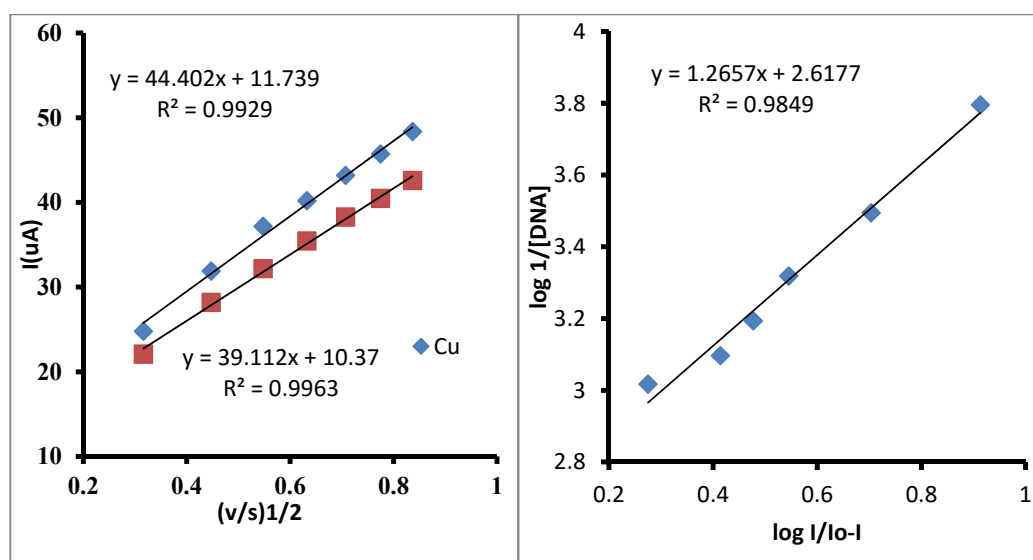 60
50
40
30
20
10
I(uA)
y = 44.402x + 11.739
R² = 0.9929
y = 39.112x + 10.37
R² = 0.9963
Cu
0.2 0.4 0.6 0.8 1
(v/s)1/2
4
3.8
3.6
3.4
3.2
3
2.8
log 1/[DNA]
y = 1.2657x + 2.6177
R² = 0.9849
0.2 0.4 0.6 0.8 1
log I/Io-I